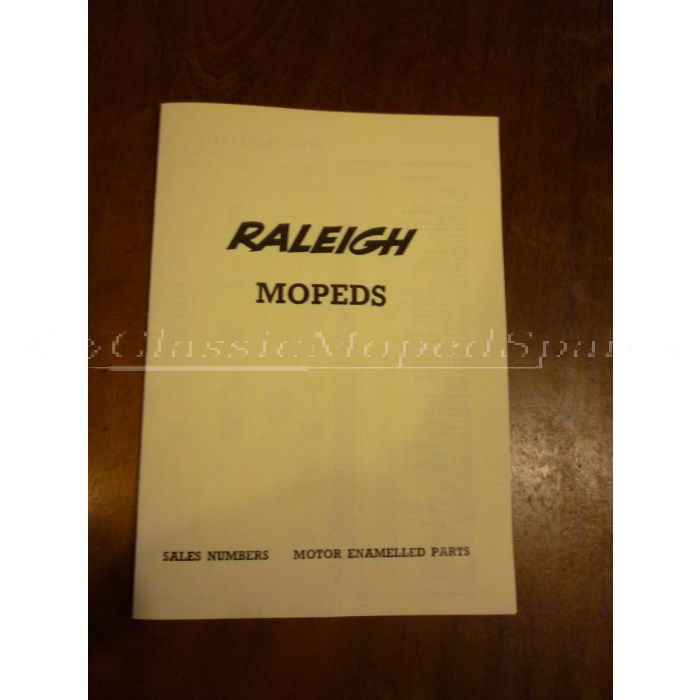 RALEIGH
MOPEDS
©ClassicMopedSpares
SALES NUMBERS MOTOR ENAMELLED PARTS